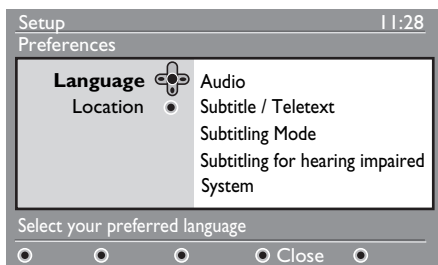 Setup 11:28
Preferences
Language
Location
Audio
Subtitle / Teletext
Subtitling Mode
Subtitling for hearing impaired
System
Select your preferred language
Close